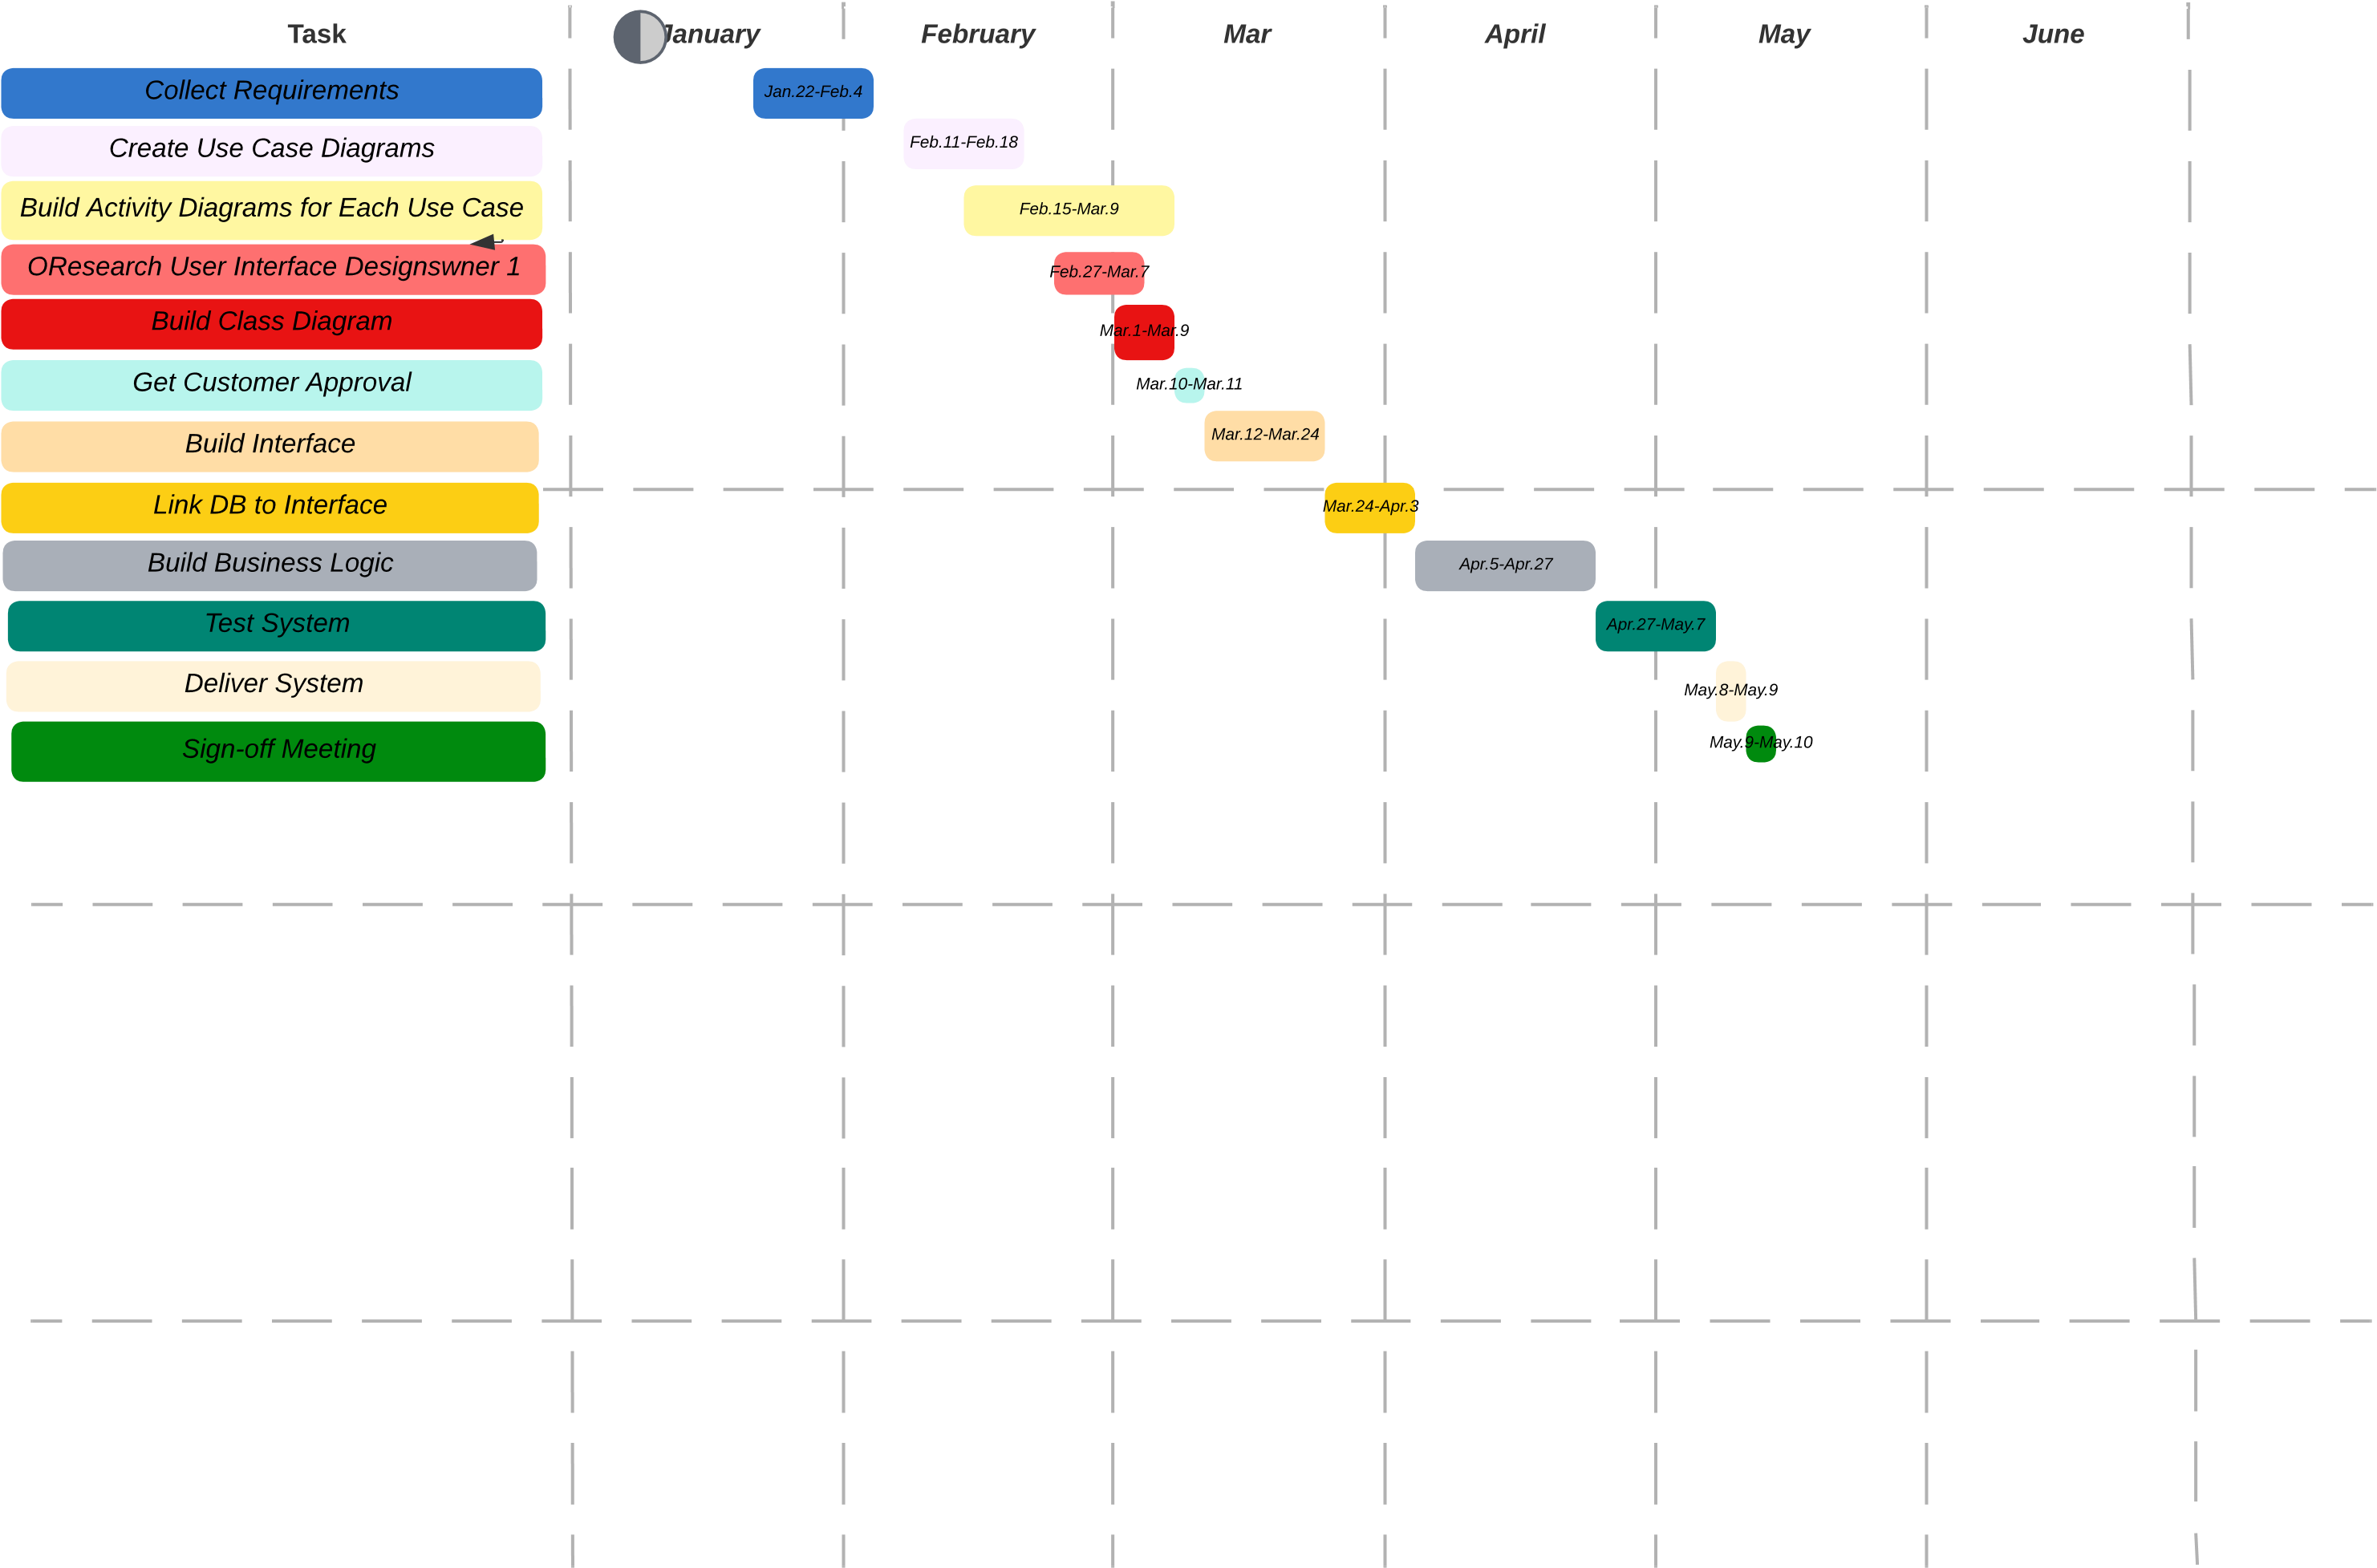 Task January February Mar April May June
Collect Requirements Jan.22-Feb.4
Create Use Case Diagrams Feb.11-Feb.18
Build Activity Diagrams for Each Use Case Feb.15-Mar.9
OResearch User Interface Designswner 1 Feb.27-Mar.7
Build Class Diagram Mar.1-Mar.9
Get Customer Approval Mar.10-Mar.11
Build Interface Mar.12-Mar.24
Link DB to Interface Mar.24-Apr.3
Build Business Logic Apr.5-Apr.27
Test System Apr.27-May.7
Deliver System May.8-May.9
Sign-off Meeting May.9-May.10